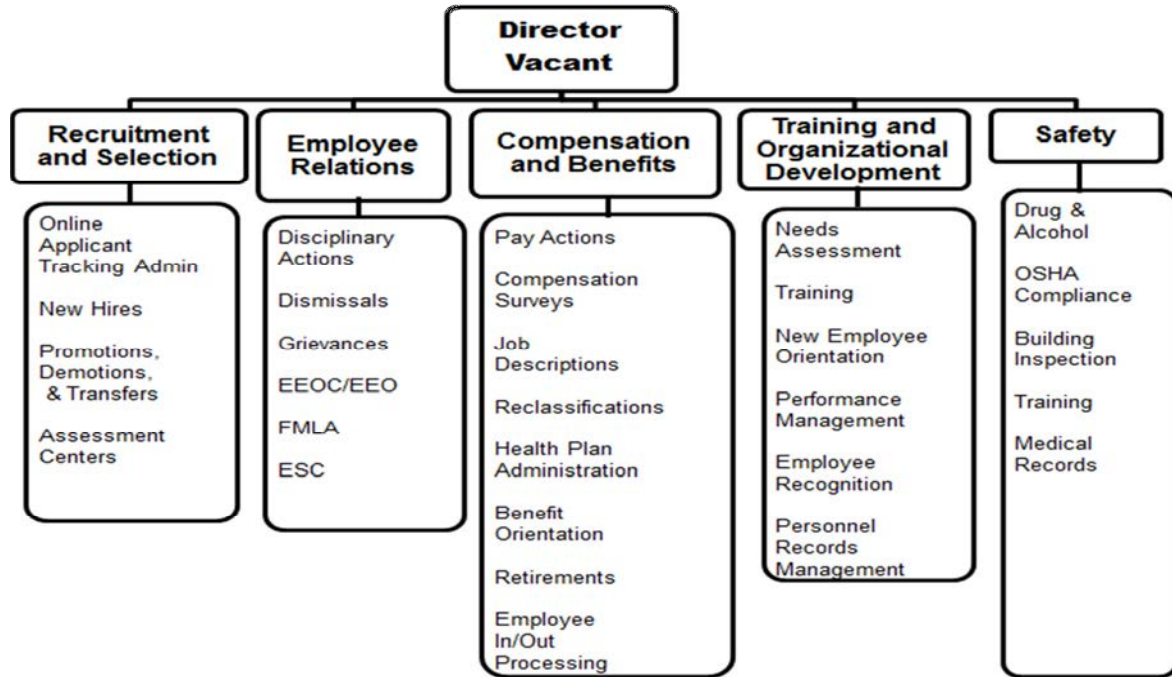 Director
Vacant
Recruitment
and Selection
Employee
Relations
Compensation
and Benefits
Training and
Organizational
Development
Safety
Online
Applicant
Tracking Admin
New Hires
Promotions,
Demotions,
& Transfers
Assessment
Centers
Disciplinary
Actions
Dismissals
Grievances
EEOC/EEO
FMLA
ESC
Pay Actions
Compensation
Surveys
Job
Descriptions
Reclassifications
Health Plan
Administration
Benefit
Orientation
Retirements
Employee
In/Out
Processing
Needs
Assessment
Training
New Employee
Orientation
Performance
Management
Employee
Recognition
Personnel
Records
Management
Drug &
Alcohol
OSHA
Compliance
Building
Inspection
Training
Medical
Records